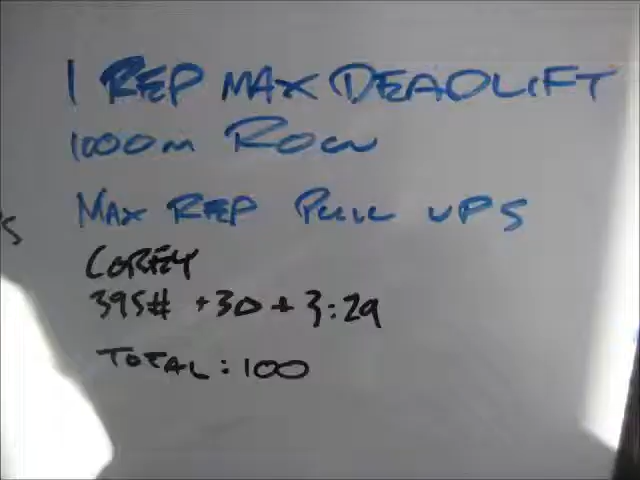 1 REP MAX DEADLIFT
1000m ROW
MAX REP PULL UPS
S
COREY
395# +30 + 3:29
TOTAL: 100